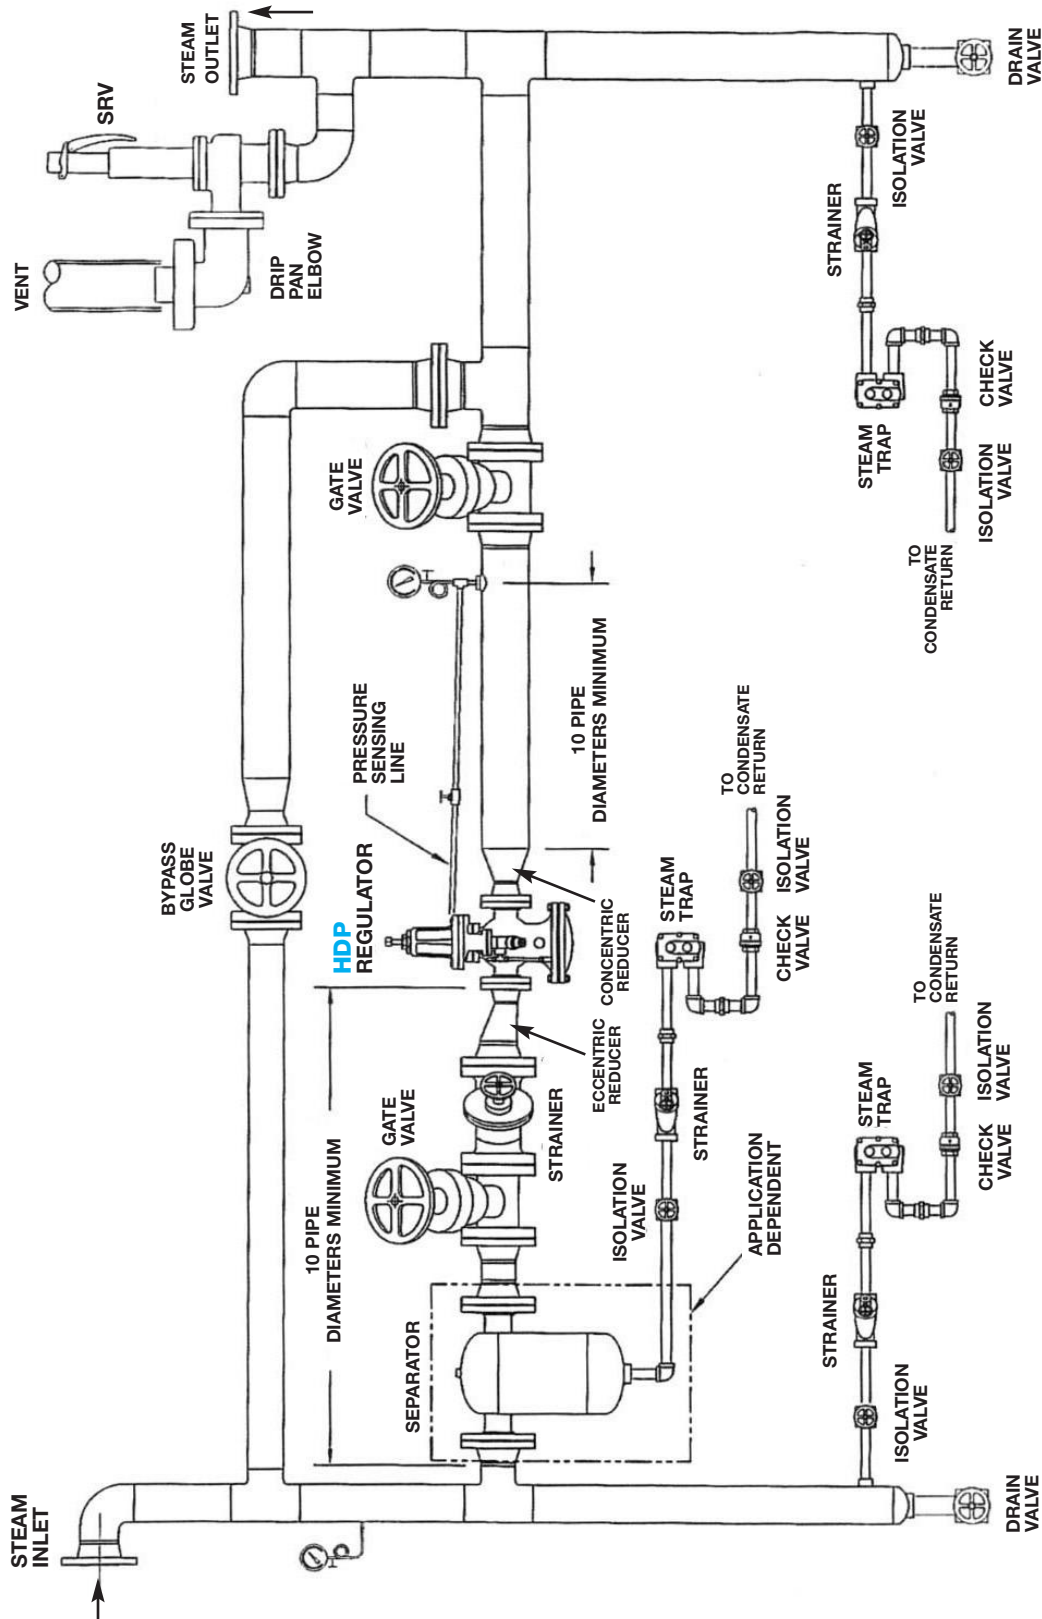 STEAM
INLET
BYPASS
GLOBE
VALVE
VENT
SRV
STEAM
OUTLET
DRIP
PAN
ELBOW
10 PIPE
DIAMETERS MINIMUM
HDP
REGULATOR
PRESSURE
SENSING
LINE
GATE
VALVE
GATE
VALVE
SEPARATOR
STRAINER
ECCENTRIC
REDUCER
CONCENTRIC
REDUCER
10 PIPE
DIAMETERS MINIMUM
ISOLATION
VALVE
STRAINER
STEAM
TRAP
CHECK
VALVE
ISOLATION
VALVE
TO
CONDENSATE
RETURN
APPLICATION
DEPENDENT
DRAIN
VALVE
ISOLATION
VALVE
STRAINER
STEAM
TRAP
CHECK
VALVE
ISOLATION
VALVE
TO
CONDENSATE
RETURN
TO
CONDENSATE
RETURN
ISOLATION
VALVE
CHECK
VALVE
STEAM
TRAP
STRAINER
ISOLATION
VALVE
DRAIN
VALVE